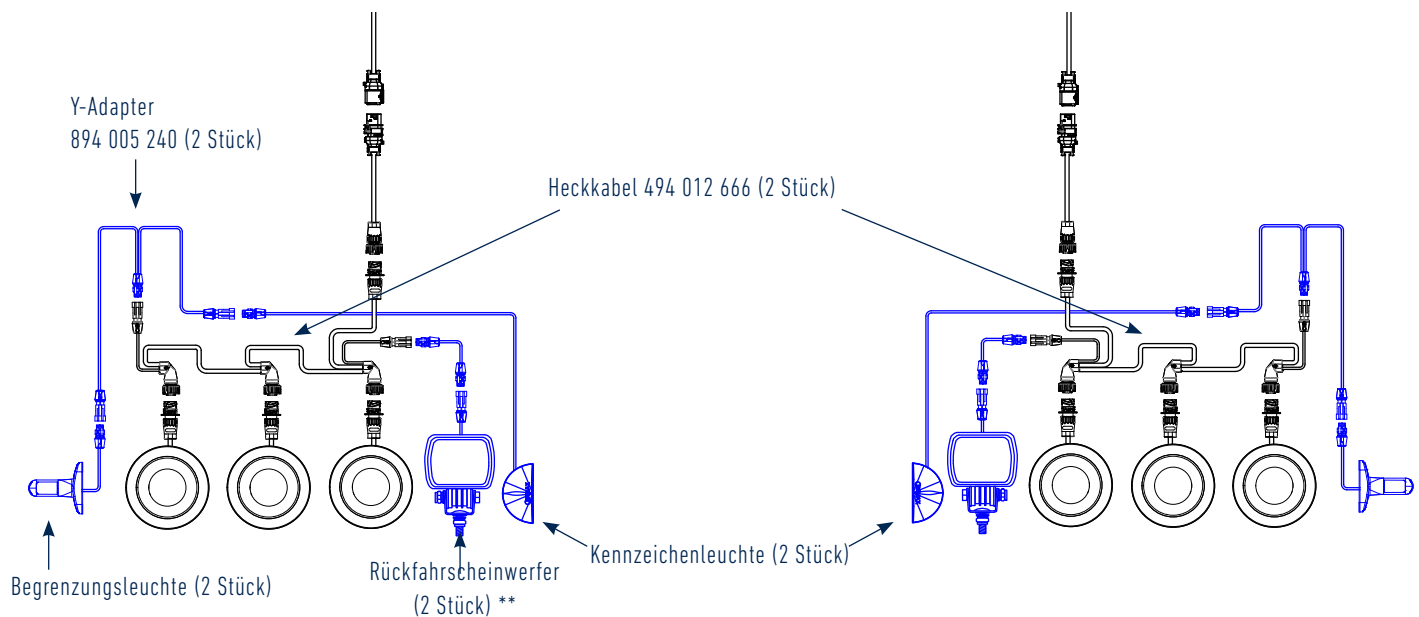 Y-Adapter
894 005 240 (2 Stück)
Heckkabel 494 012 666 (2 Stück)
Kennzeichenleuchte (2 Stück)
Rückfahrscheinwerfer
(2 Stück) **
Begrenzungsleuchte (2 Stück)